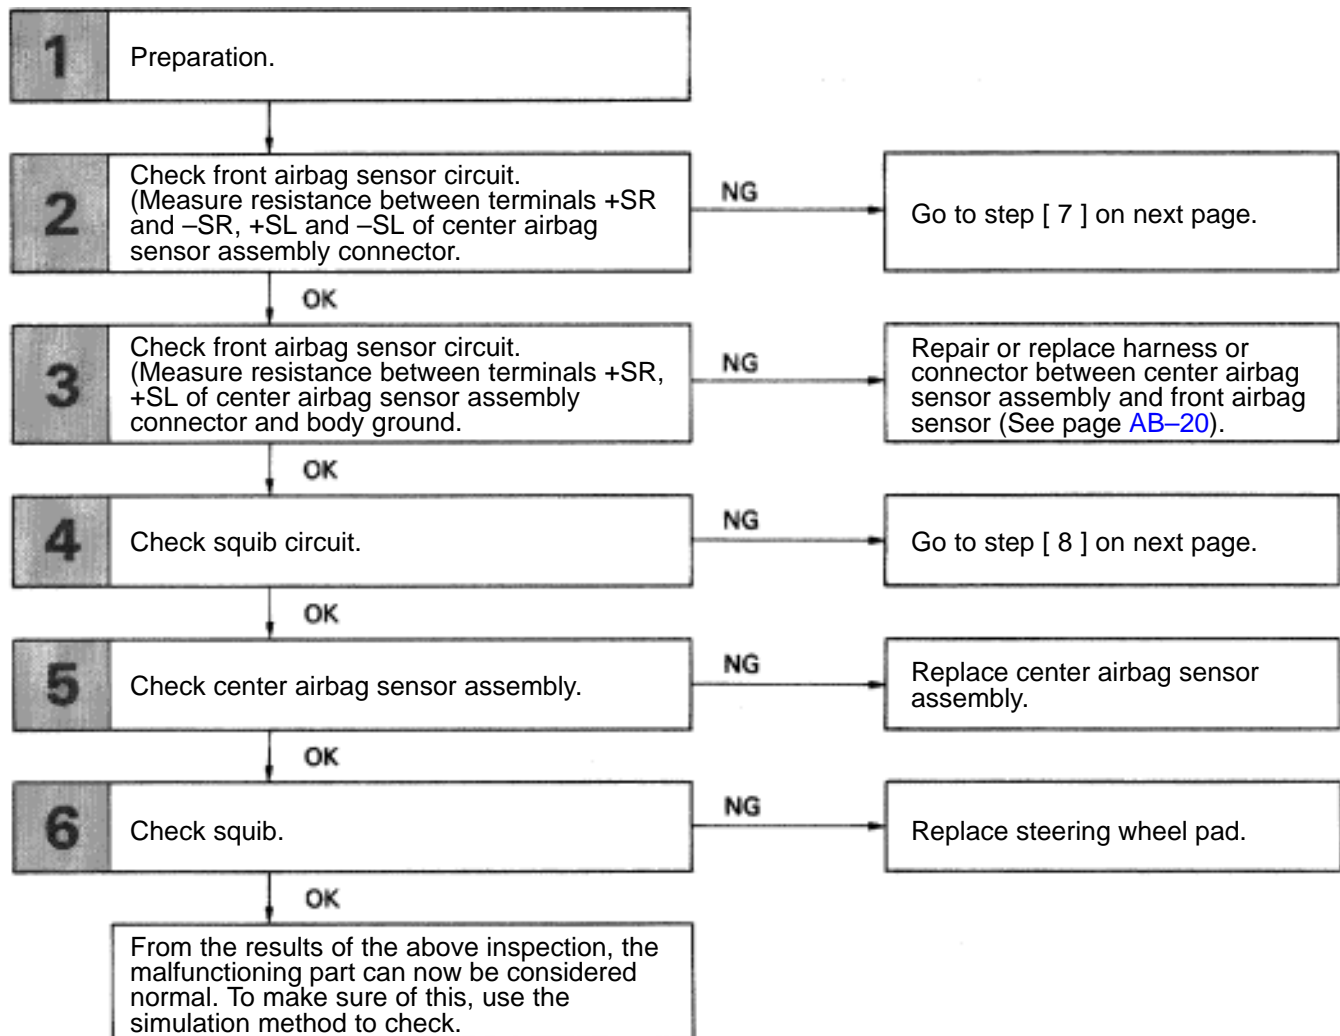 1
Preparation.
2
Check front airbag sensor circuit.
(Measure resistance between terminals +SR
and –SR, +SL and –SL of center airbag
sensor assembly connector.
NG
Go to step [ 7 ] on next page.
OK
3
Check front airbag sensor circuit.
(Measure resistance between terminals +SR,
+SL of center airbag sensor assembly
connector and body ground.
NG
Repair or replace harness or
connector between center airbag
sensor assembly and front airbag
sensor (See page AB–20).
OK
4
Check squib circuit.
NG
Go to step [ 8 ] on next page.
OK
5
Check center airbag sensor assembly.
NG
Replace center airbag sensor
assembly.
OK
6
Check squib.
NG
Replace steering wheel pad.
OK
From the results of the above inspection, the
malfunctioning part can now be considered
normal. To make sure of this, use the
simulation method to check.